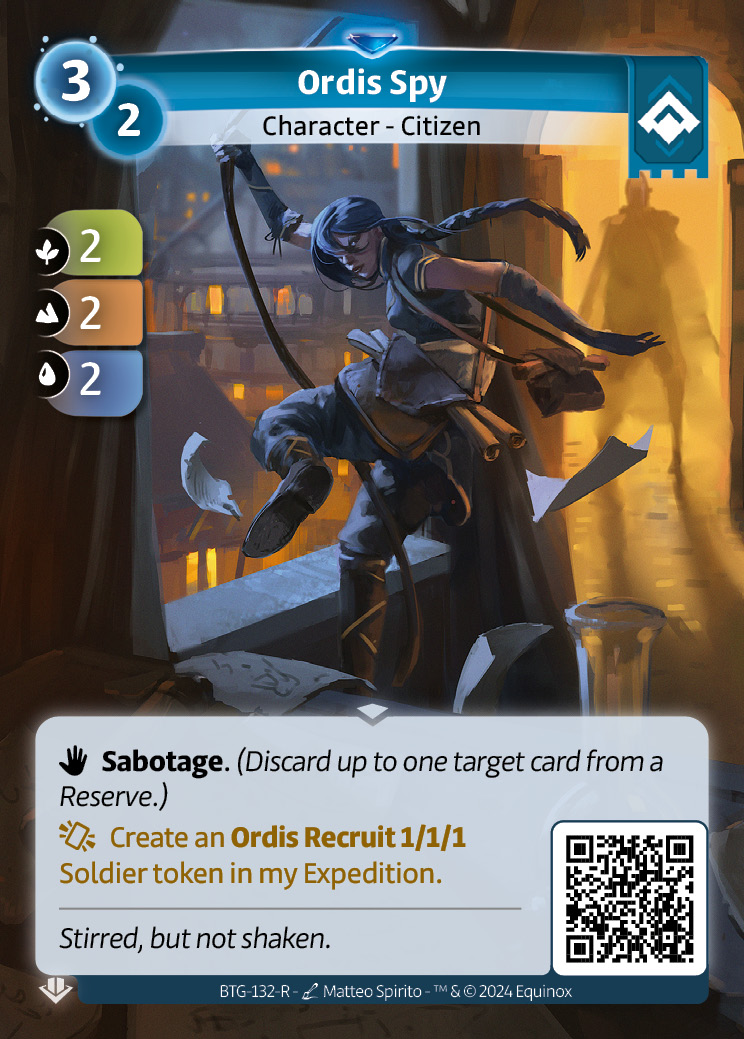 3
Ordis Spy
2
Character - Citizen
2
2
2
Sabotage. (Discard up to one target card from a
Reserve.)
Create an Ordis Recruit 1/1/1
Soldier token in my Expedition.
Stirred, but not shaken.
BTG-132-R - Matteo Spirito - ™ & © 2024 Equinox